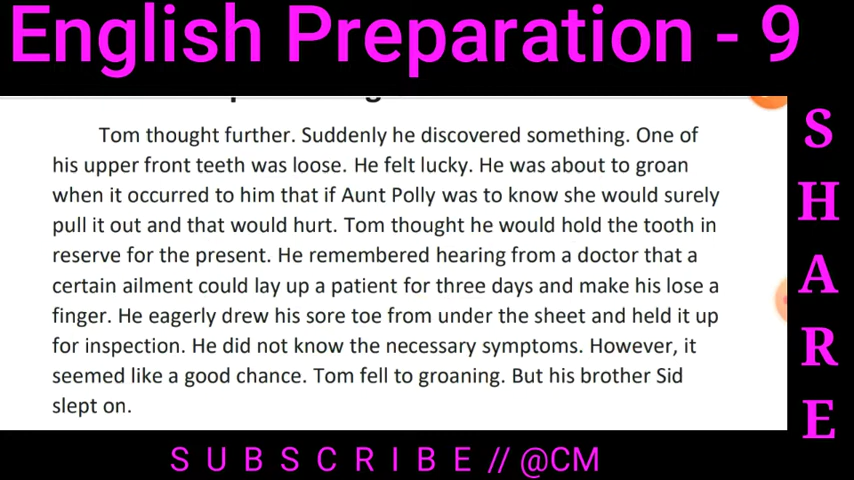 English Preparation - 9
Tom thought further. Suddenly he discovered something. One of
his upper front teeth was loose. He felt lucky. He was about to groan
when it occurred to him that if Aunt Polly was to know she would surely
pull it out and that would hurt. Tom thought he would hold the tooth in
reserve for the present. He remembered hearing from a doctor that a
certain ailment could lay up a patient for three days and make his lose a
finger. He eagerly drew his sore toe from under the sheet and held it up
for inspection. He did not know the necessary symptoms. However, it
seemed like a good chance. Tom fell to groaning. But his brother Sid
slept on.
SHARE
SUBSCRIBE // @CM